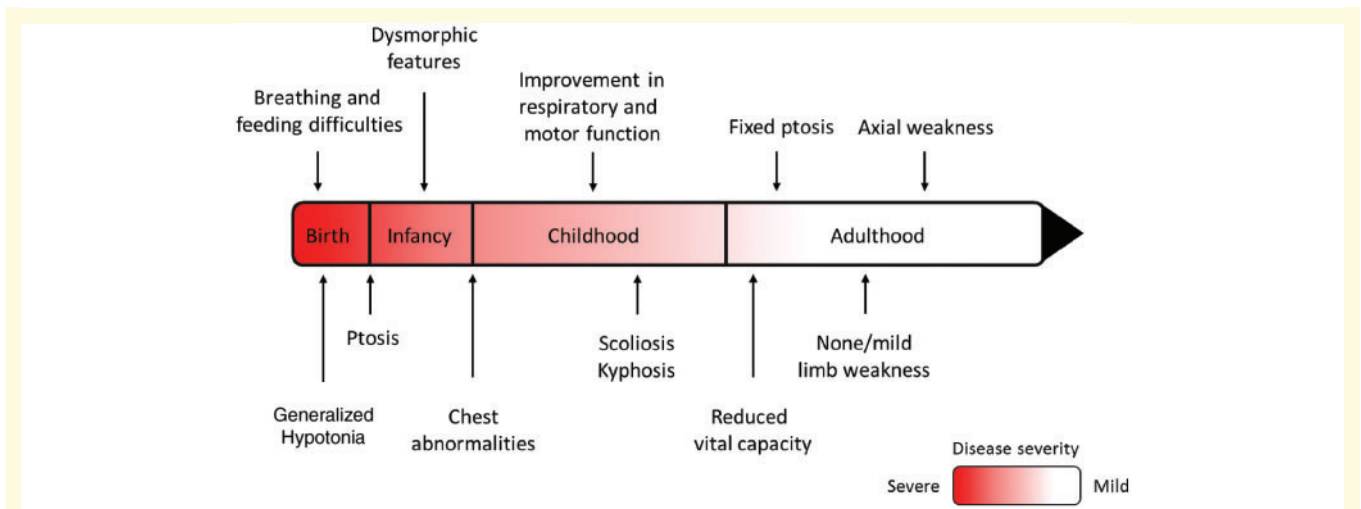 Dysmorphic
features
Breathing and
feeding difficulties
Improvement in
respiratory and
motor function
Fixed ptosis
Axial weakness
Birth
Infancy
Childhood
Adulthood
Ptosis
Generalized
Hypotonia
Chest
abnormalities
Scoliosis
Kyphosis
Reduced
vital capacity
None/mild
limb weakness
Disease severity
Severe
Mild